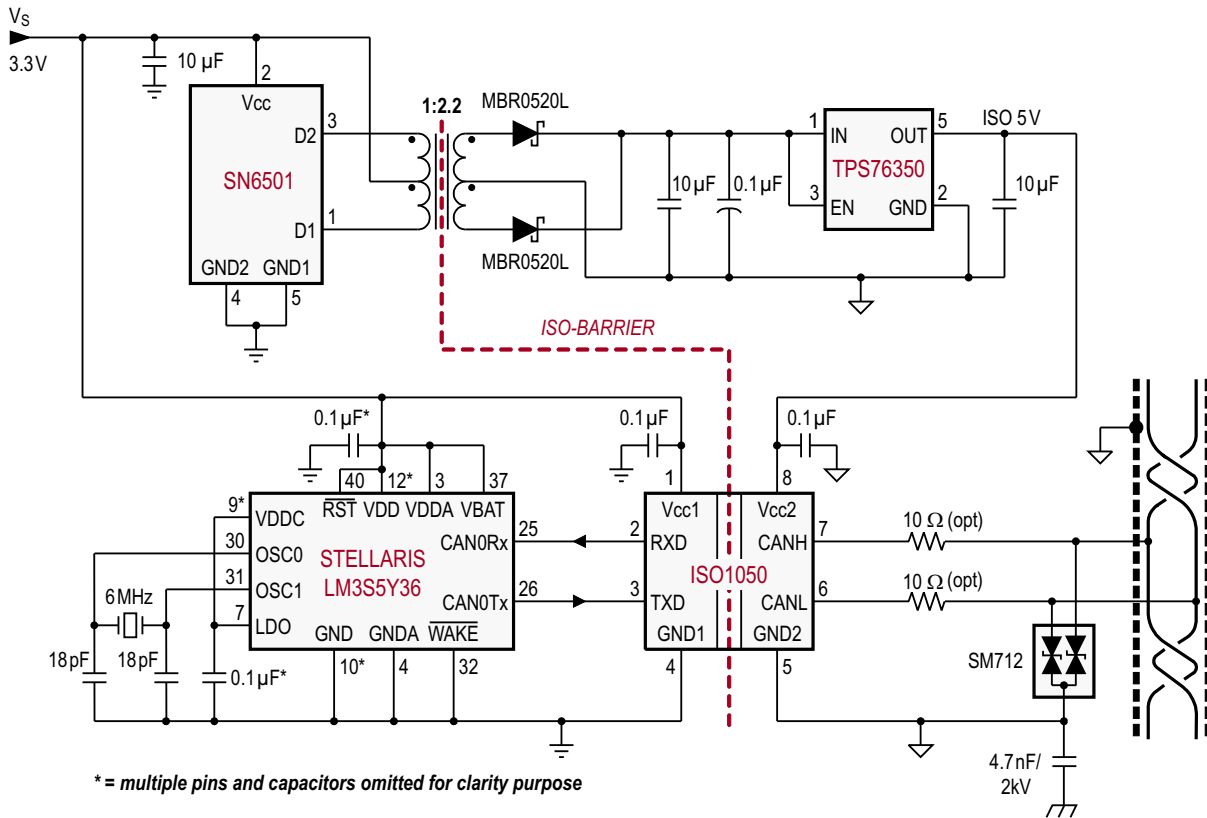 VS
3.3 V
10 µF
2
Vcc
D2
3
SN6501
D1
1
GND2
GND1
4
5
1:2.2
MBR0520L
MBR0520L
10 µF
0.1 µF
1
IN
OUT
5
TPS76350
3
EN
GND
2
ISO 5 V
10 µF
ISO-BARRIER
0.1 µF*
40
12*
3
37
RST
VDD
VDDA
VBAT
9*
VDDC
30
OSC0
31
OSC1
7
LDO
STELLARIS
LM3S5Y36
CAN0Rx
25
CAN0Tx
26
GND
GNDA
WAKE
10*
4
32
6 MHz
18 pF
18 pF
0.1 µF*
0.1 µF
0.1 µF
1
8
Vcc1
Vcc2
2
RXD
CANH
7
ISO1050
3
TXD
CANL
6
GND1
GND2
4
5
10 Ω (opt)
10 Ω (opt)
SM712
4.7 nF/
2kV
* = multiple pins and capacitors omitted for clarity purpose